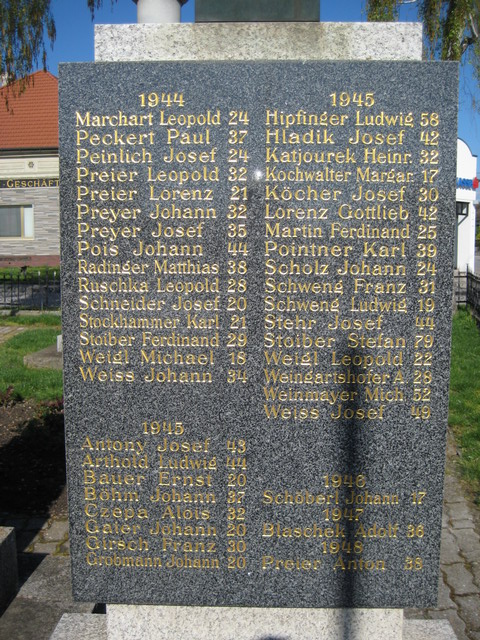 GESCHÄFT
1944
Marchart Leopold 24
Peckert Paul 37
Peinlich Josef 24
Preier Leopold 32
Preier Lorenz 21
Preyer Johann 32
Preyer Josef 35
Pois Johann 44
Radinger Matthias 38
Ruschka Leopold 28
Schneider Josef 20
Stockhammer Karl 21
Stoiber Ferdinand 29
Weigl Michael 18
Weiss Johann 34
1945
Antony Josef 43
Arthold Ludwig 44
Bauer Ernst 20
Böhm Johann 37
Czepa Alois 32
Gaier Johann 20
Girsch Franz 30
Grobmann Johann 20
1945
Hipfinger Ludwig 58
Hladik Josef 42
Katjourek Heinr. 32
Kochwalter Margar. 17
Köcher Josef 30
Lorenz Gottlieb 42
Martin Ferdinand 25
Pointner Karl 39
Scholz Johann 24
Schweng Franz 31
Schweng Ludwig 19
Stehr Josef 44
Stoiber Stefan 79
Weigl Leopold 22
Weingartshofer A 29
Weinmayer Mich. 52
Weiss Josef 49
1946
Schöberl Johann 17
1947
Blaschek Adolf 36
1948
Preier Anton 38